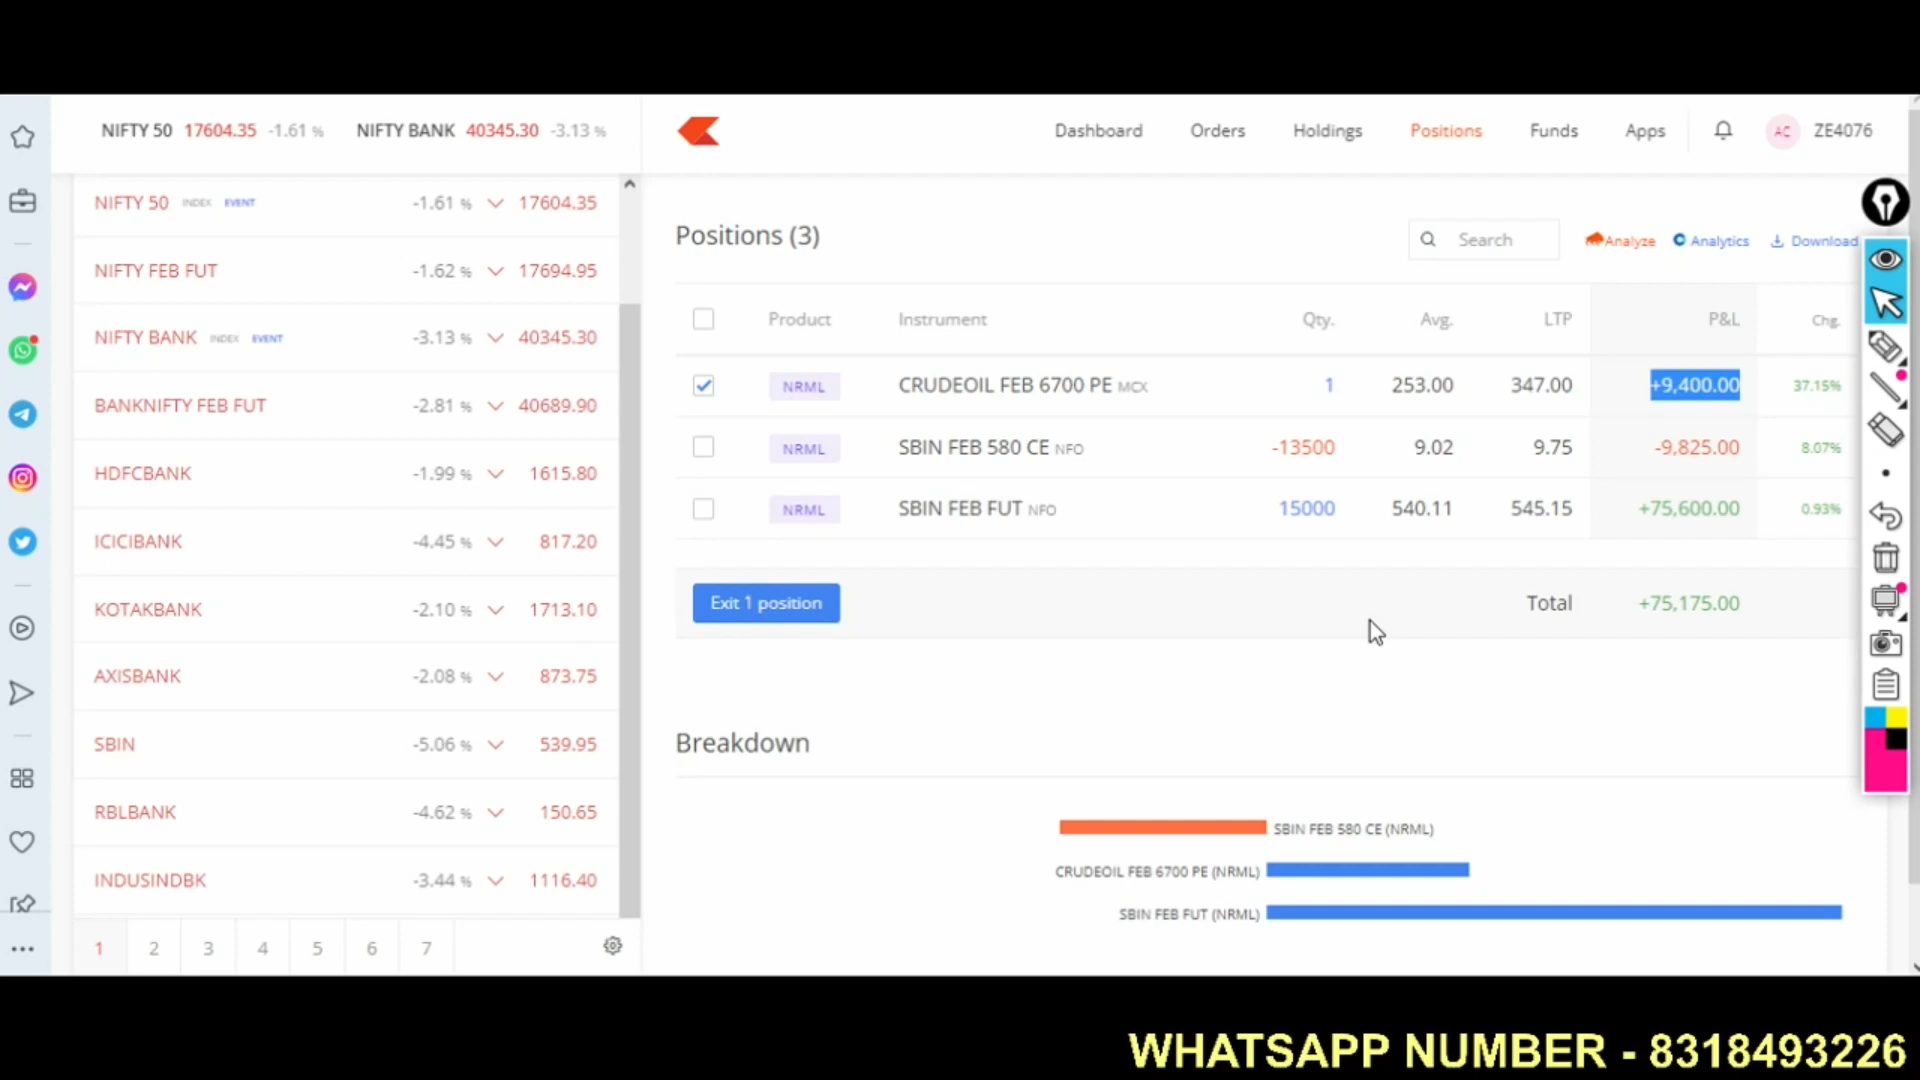 NIFTY 50 17604.35 -1.61 % NIFTY BANK 40345.30 -3.13 %
Dashboard Orders Holdings Positions Funds Apps AC ZE4076
NIFTY 50 INDEX EVENT -1.61 % 17604.35
NIFTY FEB FUT -1.62 % 17694.95
NIFTY BANK INDEX EVENT -3.13 % 40345.30
BANKNIFTY FEB FUT -2.81 % 40689.90
HDFCBANK -1.99 % 1615.80
ICICIBANK -4.45 % 817.20
KOTAKBANK -2.10 % 1713.10
AXISBANK -2.08 % 873.75
SBIN -5.06 % 539.95
RBLBANK -4.62 % 150.65
INDUSINDBK -3.44 % 1116.40
1 2 3 4 5 6 7
Positions (3)
Search Analyze Analytics Download
Product Instrument Qty. Avg. LTP P&L Chg.
NRML CRUDEOIL FEB 6700 PE MCX 1 253.00 347.00 +9,400.00 37.15%
NRML SBIN FEB 580 CE NFO -13500 9.02 9.75 -9,825.00 8.07%
NRML SBIN FEB FUT NFO 15000 540.11 545.15 +75,600.00 0.93%
Exit 1 position Total +75,175.00
Breakdown
SBIN FEB 580 CE (NRML)
CRUDEOIL FEB 6700 PE (NRML)
SBIN FEB FUT (NRML)
WHATSAPP NUMBER - 8318493226